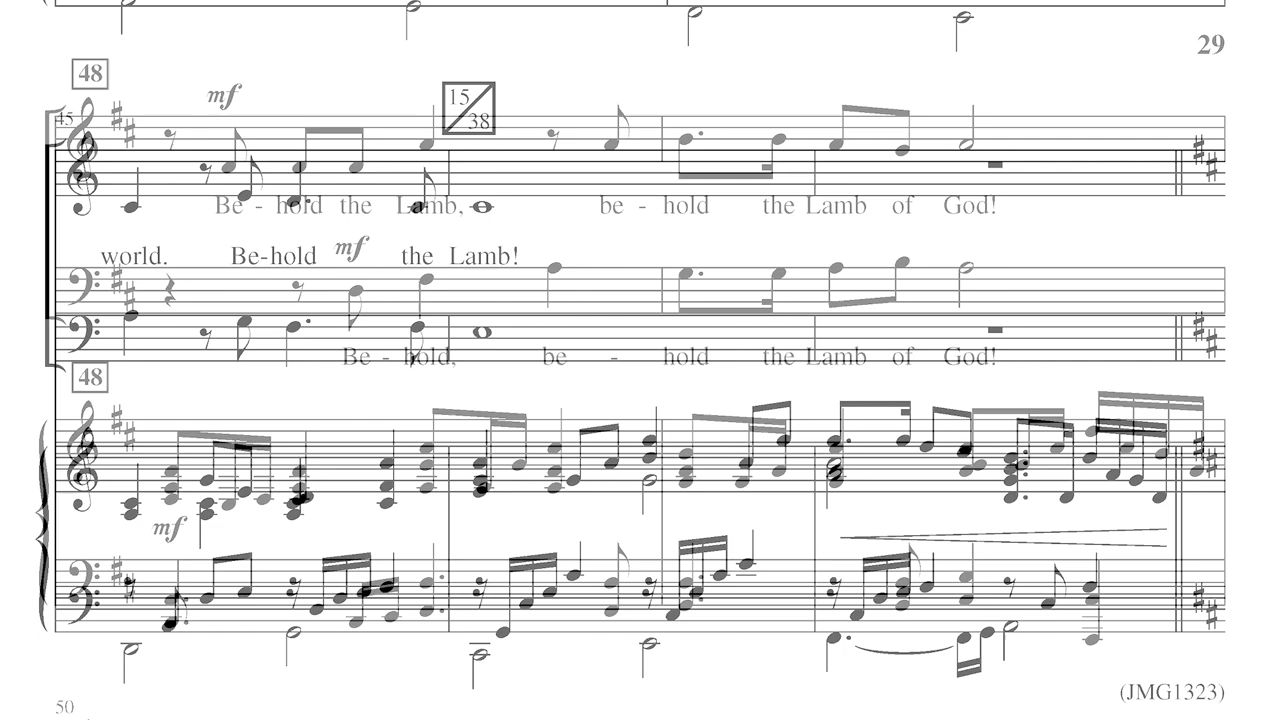 29
48
mf
45
15
38
Be - hold the Lamb, be - hold the Lamb of God!
world. Be-hold the Lamb!
mf
Be - hold, be - hold the Lamb of God!
48
mf
(JMG1323)
50